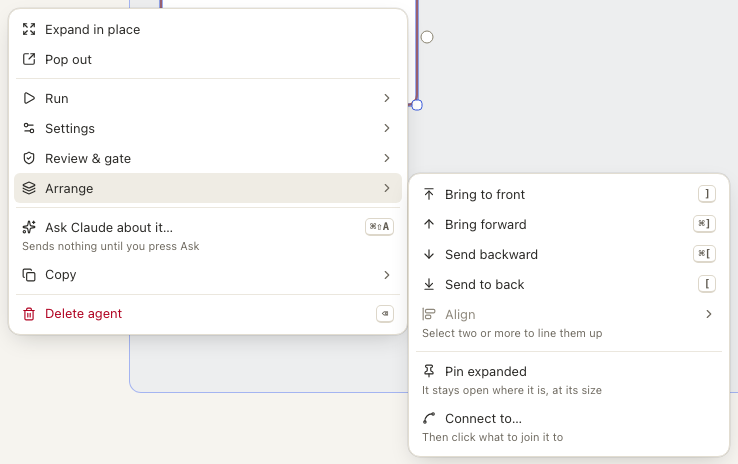 Expand in place
Pop out
Run
Settings
Review & gate
Arrange
Ask Claude about it... ⌘⇧A
Sends nothing until you press Ask
Copy
Delete agent ⌫
Bring to front ]
Bring forward ⌘]
Send backward ⌘[
Send to back [
Align
Select two or more to line them up
Pin expanded
It stays open where it is, at its size
Connect to...
Then click what to join it to